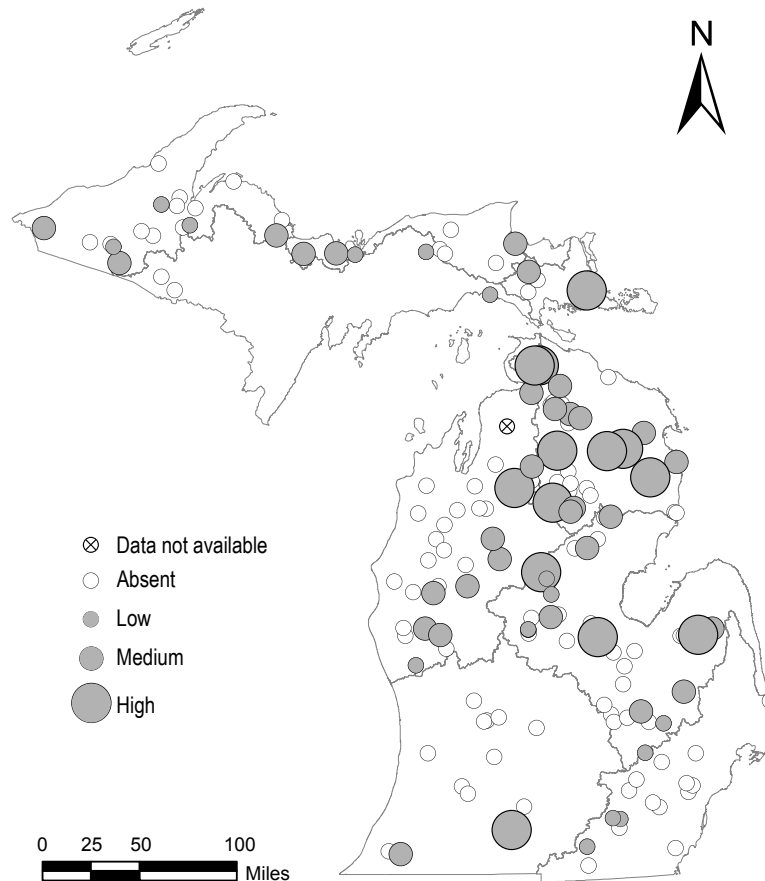 N
Data not available
Absent
Low
Medium
High
0 25 50 100
Miles